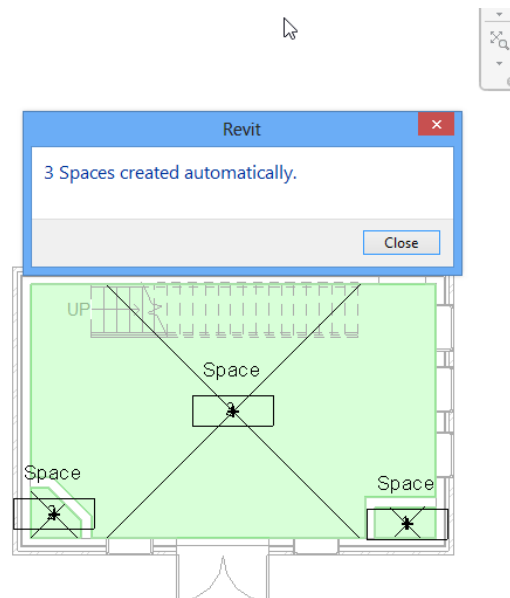 Revit
3 Spaces created automatically.
Close
UP
Space
Space
Space